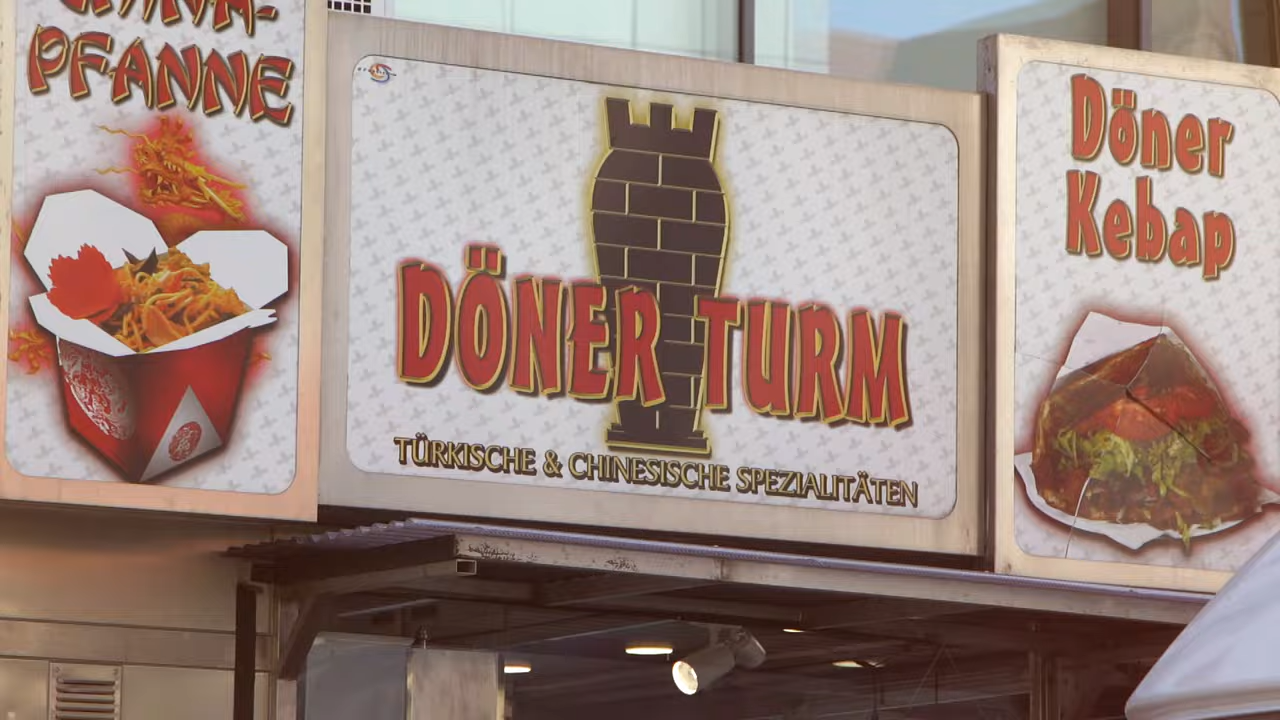 PFANNE
DÖNER TURM
TÜRKISCHE & CHINESISCHE SPEZIALITÄTEN
Döner
Kebap